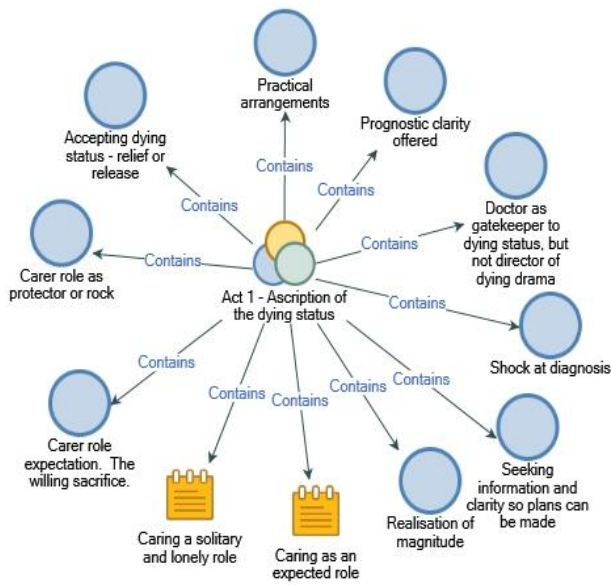 Practical
arrangements
Prognostic clarity
offered
Accepting dying
status - relief or
release
Contains
Contains
Contains
Doctor as
gatekeeper to
dying status, but
not director of
dying drama
Carer role as
protector or rock
Contains
Contains
Act 1 - Ascription of
the dying status
Contains
Shock at diagnosis
Contains
Contains
Contains
Contains
Contains
Carer role
expectation. The
willing sacrifice.
Caring a solitary
and lonely role
Caring as an
expected role
Realisation of
magnitude
Seeking
information and
clarity so plans can
be made